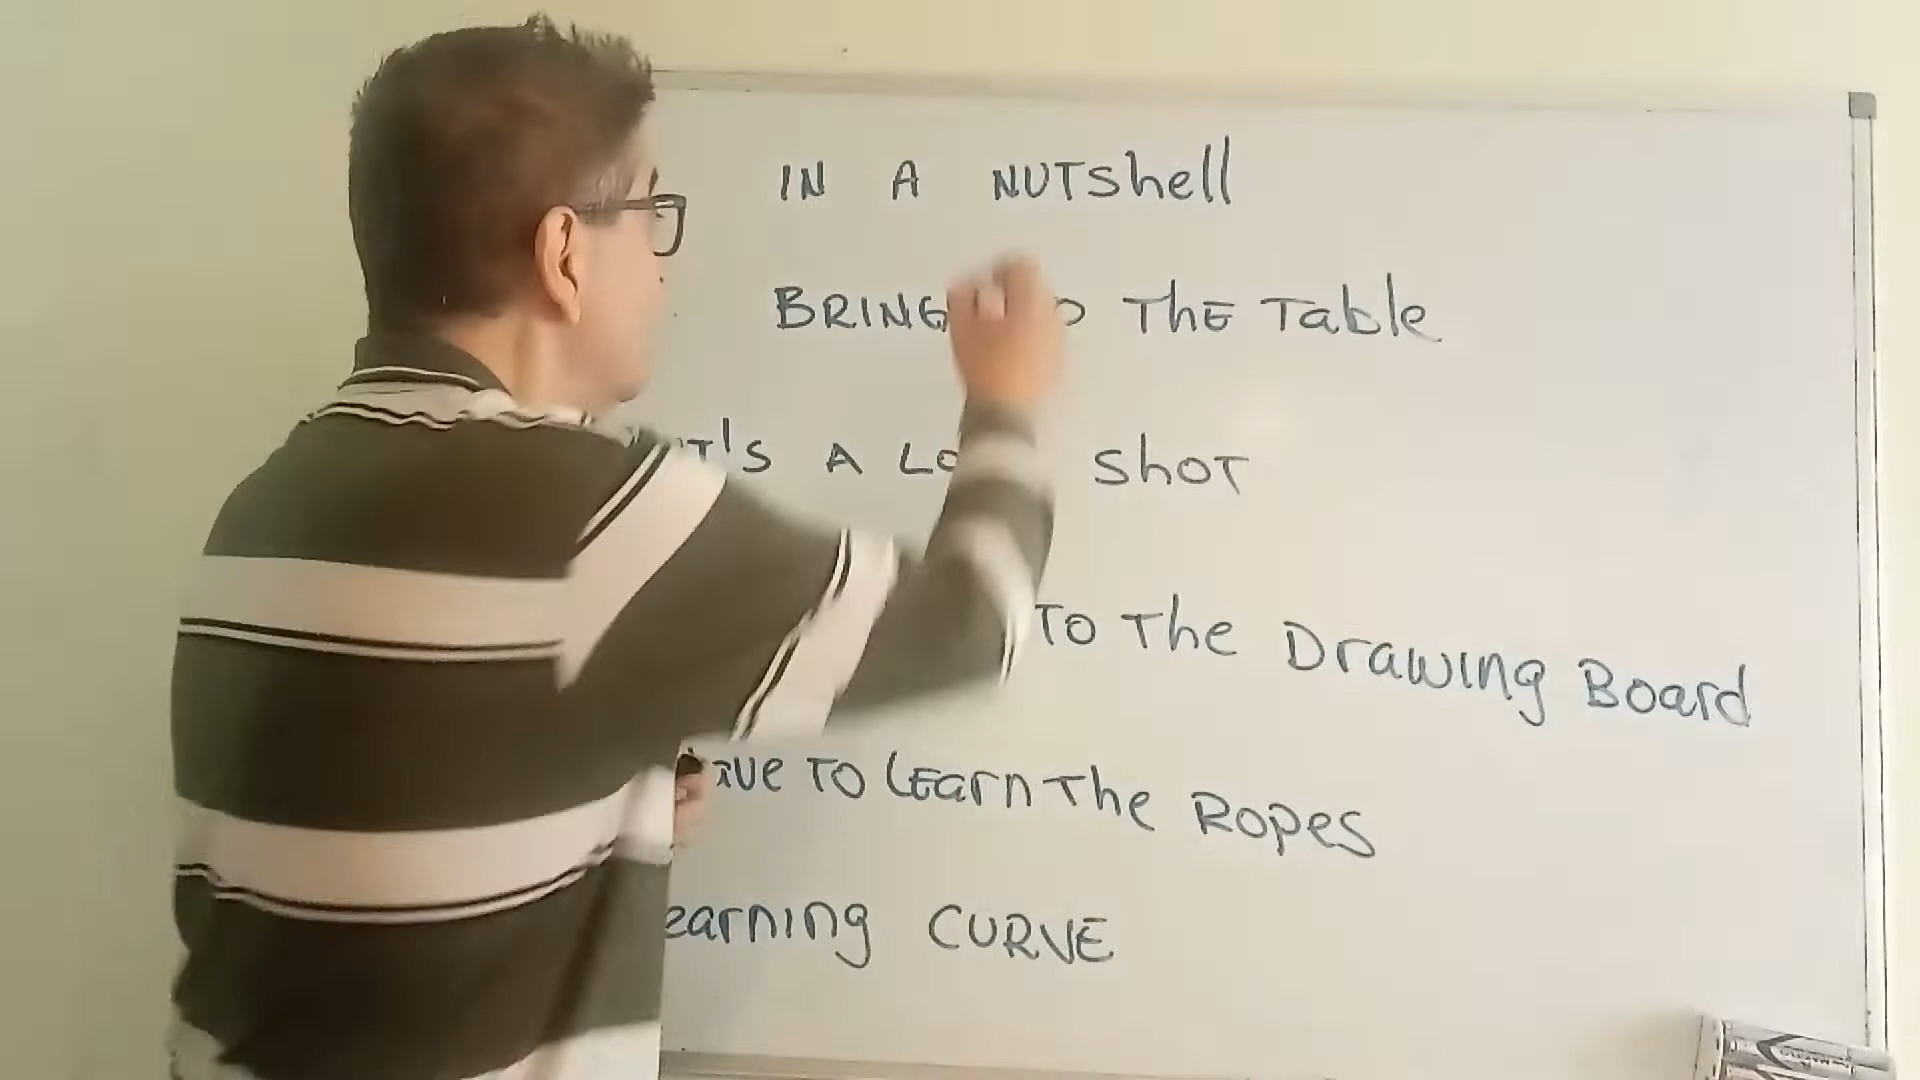 IN A NUTshell
BRING THE Table
T's A shoT
TO The Drawing Board
TO LEarn The Ropes
CURVE